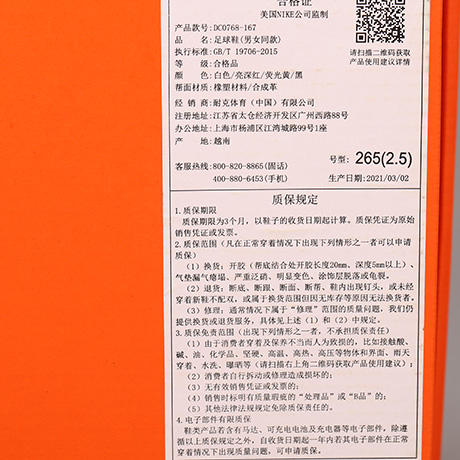 合格证
美国NIKE公司监制
产品款号:DC0768-167
品 名:足球鞋(男女同款)
执行标准:GB/T 19706-2015
等 级:合格品
颜 色:白色/亮深红/荧光黄/黑
帮面材质:橡塑材料/合成革
请扫描二维码获取
产品使用建议详情
经 销 商:耐克体育（中国）有限公司
注册地址:江苏省太仓经济开发区广州西路88号
办公地址:上海市杨浦区江湾城路99号1号
产 地:越南
客服热线:800-820-8865(固话)
400-880-6453(手机)
号型:265(2.5)
生产日期:2021/03/02
质保规定
1.质保期限
质保期限为3个月，以鞋子的收货日期起计算。质保凭证为原始
销售凭证或发票。
2.质保范围（凡在正常穿着情况下出现下列情形之一者可以申请
质保）
（1）换货：开胶（帮底结合处开胶长度20mm、深度5mm以上）、
气垫漏气瘪塌、严重泛硝、明显变色、涂饰层脱落或龟裂。
（2）退货：断底、断跟、断面、断帮、鞋内出现钉头，或未经
穿着新鞋不配双，或属于换货范围但因无库存等原因无法换货者。
（3）修理：通常情况下属于“修理”范围的质量问题，我们仍
提供换货或退货服务，具体见上述（1）和（2）中规定。
3.质保免责范围（出现下列情形之一者，不承担质保责任）
（1）由于消费者穿着及保养不当而人为致损的，比如接触酸、
碱、油、化学品、坚硬、高温、高热、高压等物体和界面、雨天
穿着、水洗、曝晒等（请扫描右上角二维码获取产品使用建议）；
（2）消费者自行拆动或修理造成损坏的；
（3）无有效销售凭证或发票的；
（4）销售时标明有质量瑕疵的“处理品”或“B品”的；
（5）其他法律法规规定免除质保责任的。
4.电子部件有限质保
鞋类产品若含有马达、可充电电池及充电器等电子部件，除遵
循以上质保规定之外，自收货日期起一年内若其电子部件在正常
穿着情况下出现质量问题，可申请质保。